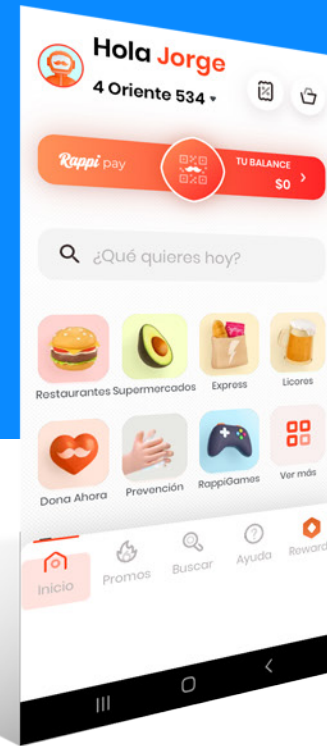 Hola Jorge
4 Oriente 534
Rappi pay
TU BALANCE
$0
¿Qué quieres hoy?
Restaurantes Supermercados Express Licores
Dona Ahora Prevención RappiGames Ver más
Inicio Promos Buscar Ayuda Reward